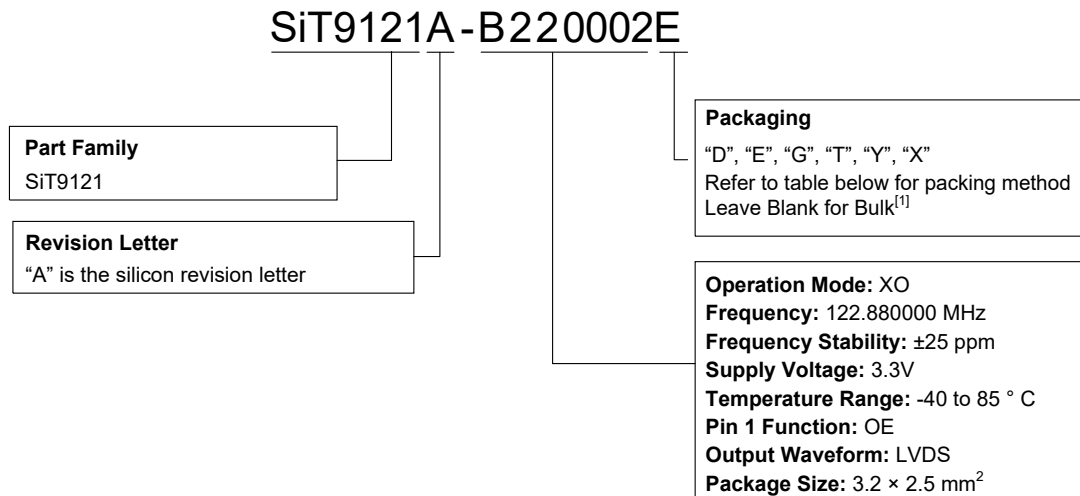 SiT9121A-B220002E
Part Family
SiT9121
Revision Letter
“A” is the silicon revision letter
Packaging
“D”, “E”, “G”, “T”, “Y”, “X”
Refer to table below for packing method
Leave Blank for Bulk[1]
Operation Mode: XO
Frequency: 122.880000 MHz
Frequency Stability: ±25 ppm
Supply Voltage: 3.3V
Temperature Range: -40 to 85 ° C
Pin 1 Function: OE
Output Waveform: LVDS
Package Size: 3.2 × 2.5 mm2